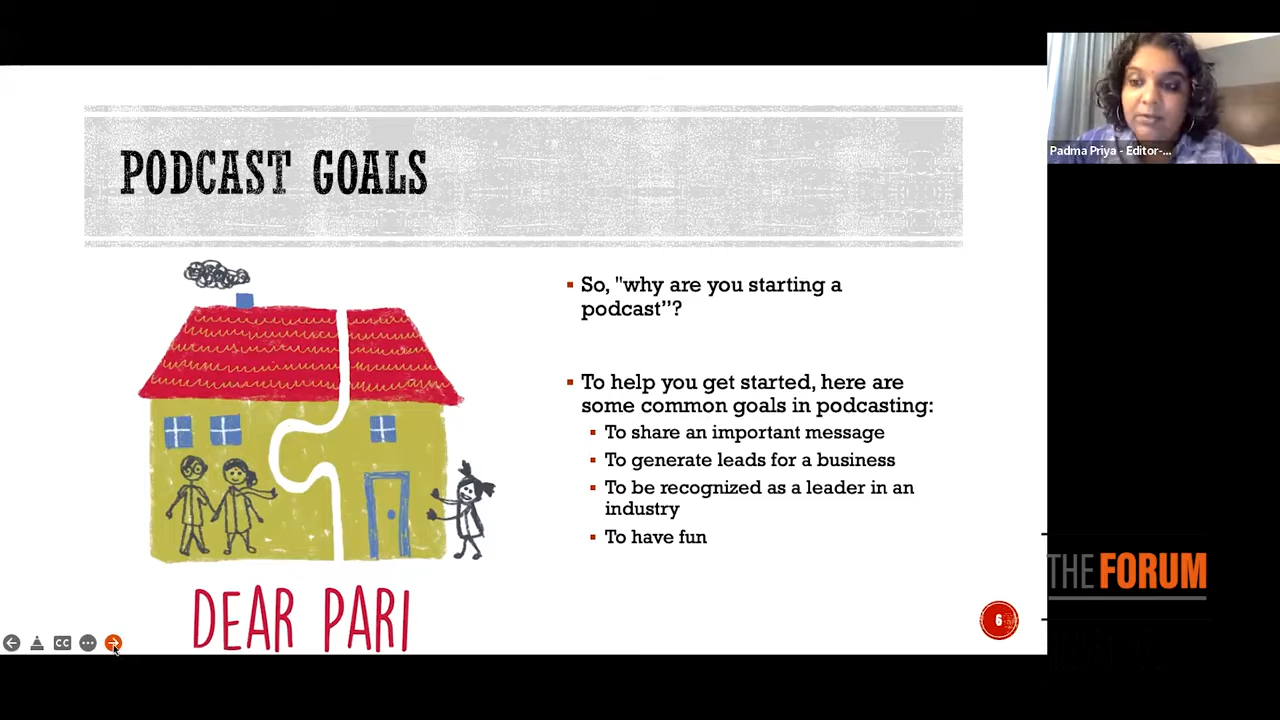 PODCAST GOALS
So, "why are you starting a
podcast”?
To help you get started, here are
some common goals in podcasting:
To share an important message
To generate leads for a business
To be recognized as a leader in an
industry
To have fun
DEAR PARI
6
CC
Padma Priya - Editor-...
THE FORUM